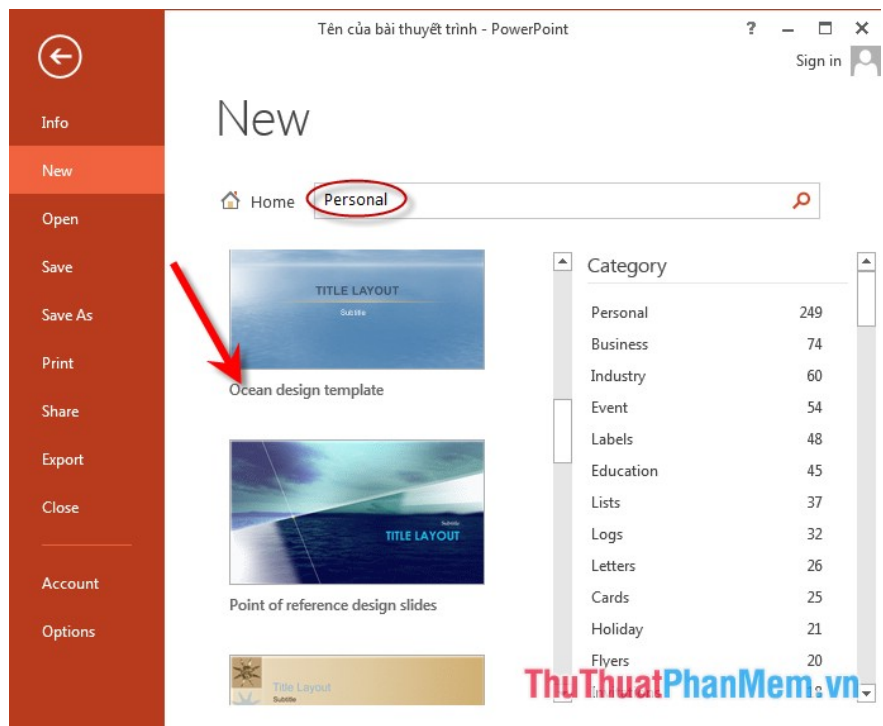 Tên của bài thuyết trình - PowerPoint
?
Sign in
Info
New
Open
Save
Save As
Print
Share
Export
Close
Account
Options
New
Home
Personal
TITLE LAYOUT
Subtitle
Ocean design template
Subtitle
TITLE LAYOUT
Point of reference design slides
Title Layout
Subtitle
Category
Personal 249
Business 74
Industry 60
Event 54
Labels 48
Education 45
Lists 37
Logs 32
Letters 26
Cards 25
Holiday 21
Flyers 20
ThuThuatPhanMem.vn